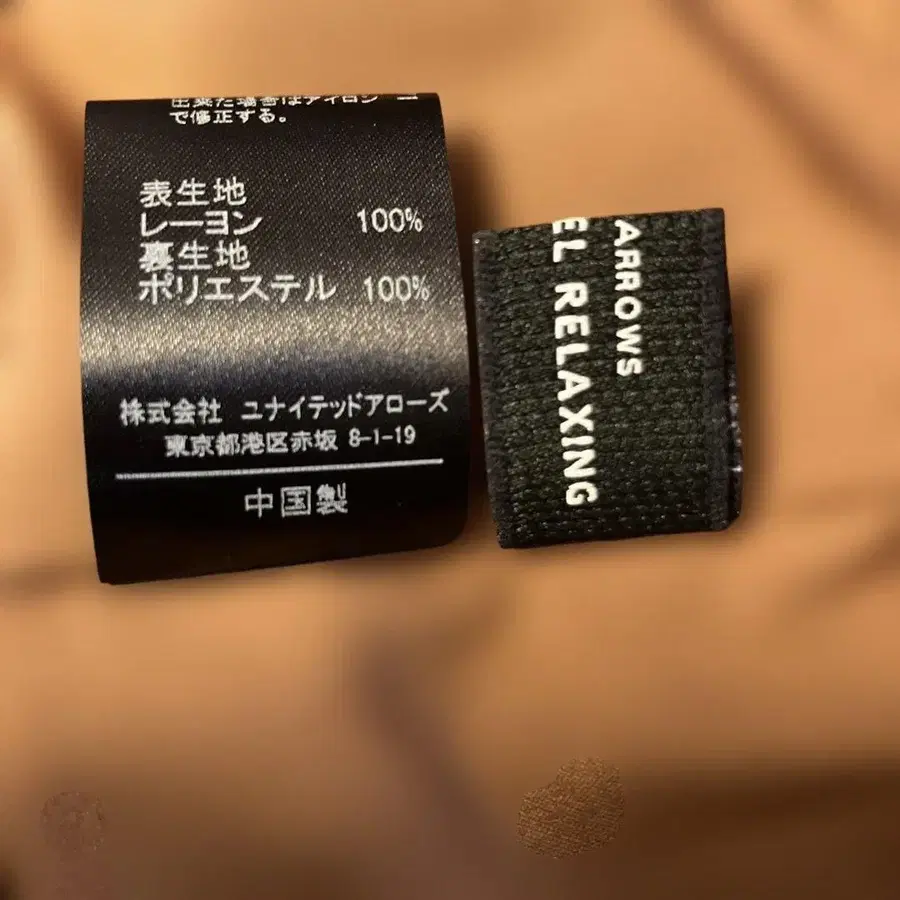 で修正する。
表生地
レーヨン 100%
裏生地
ポリエステル 100%
株式会社 ユナイテッドアローズ
東京都港区赤坂 8-1-19
中国製
ARROWS
EL RELAXING